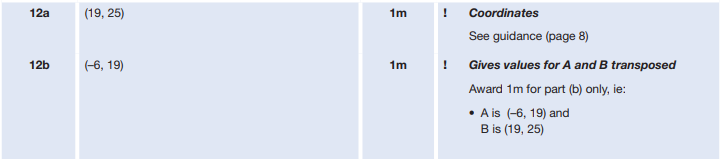 12a (19, 25) 1m ! Coordinates
See guidance (page 8)
12b (–6, 19) 1m ! Gives values for A and B transposed
Award 1m for part (b) only, ie:
• A is (–6, 19) and
B is (19, 25)